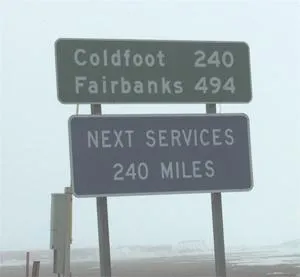 Coldfoot 240
Fairbanks 494
NEXT SERVICES
240 MILES